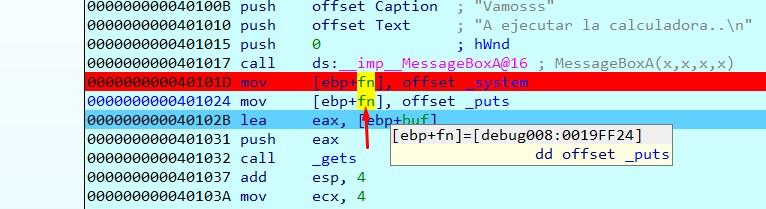 000000000040100B push    offset Caption  ; "Vamosss"
0000000000401010 push    offset Text     ; "A ejecutar la calculadora..\n"
0000000000401015 push    0               ; hWnd
0000000000401017 call    ds:__imp__MessageBoxA@16 ; MessageBoxA(x,x,x,x)
000000000040101D mov     [ebp+fn], offset _system
0000000000401024 mov     [ebp+fn], offset _puts
000000000040102B lea     eax, [ebp+buf]
[ebp+fn]=[debug008:0019FF24]
0000000000401031 push    eax
dd offset _puts
0000000000401032 call    _gets
0000000000401037 add     esp, 4
000000000040103A mov     ecx, 4